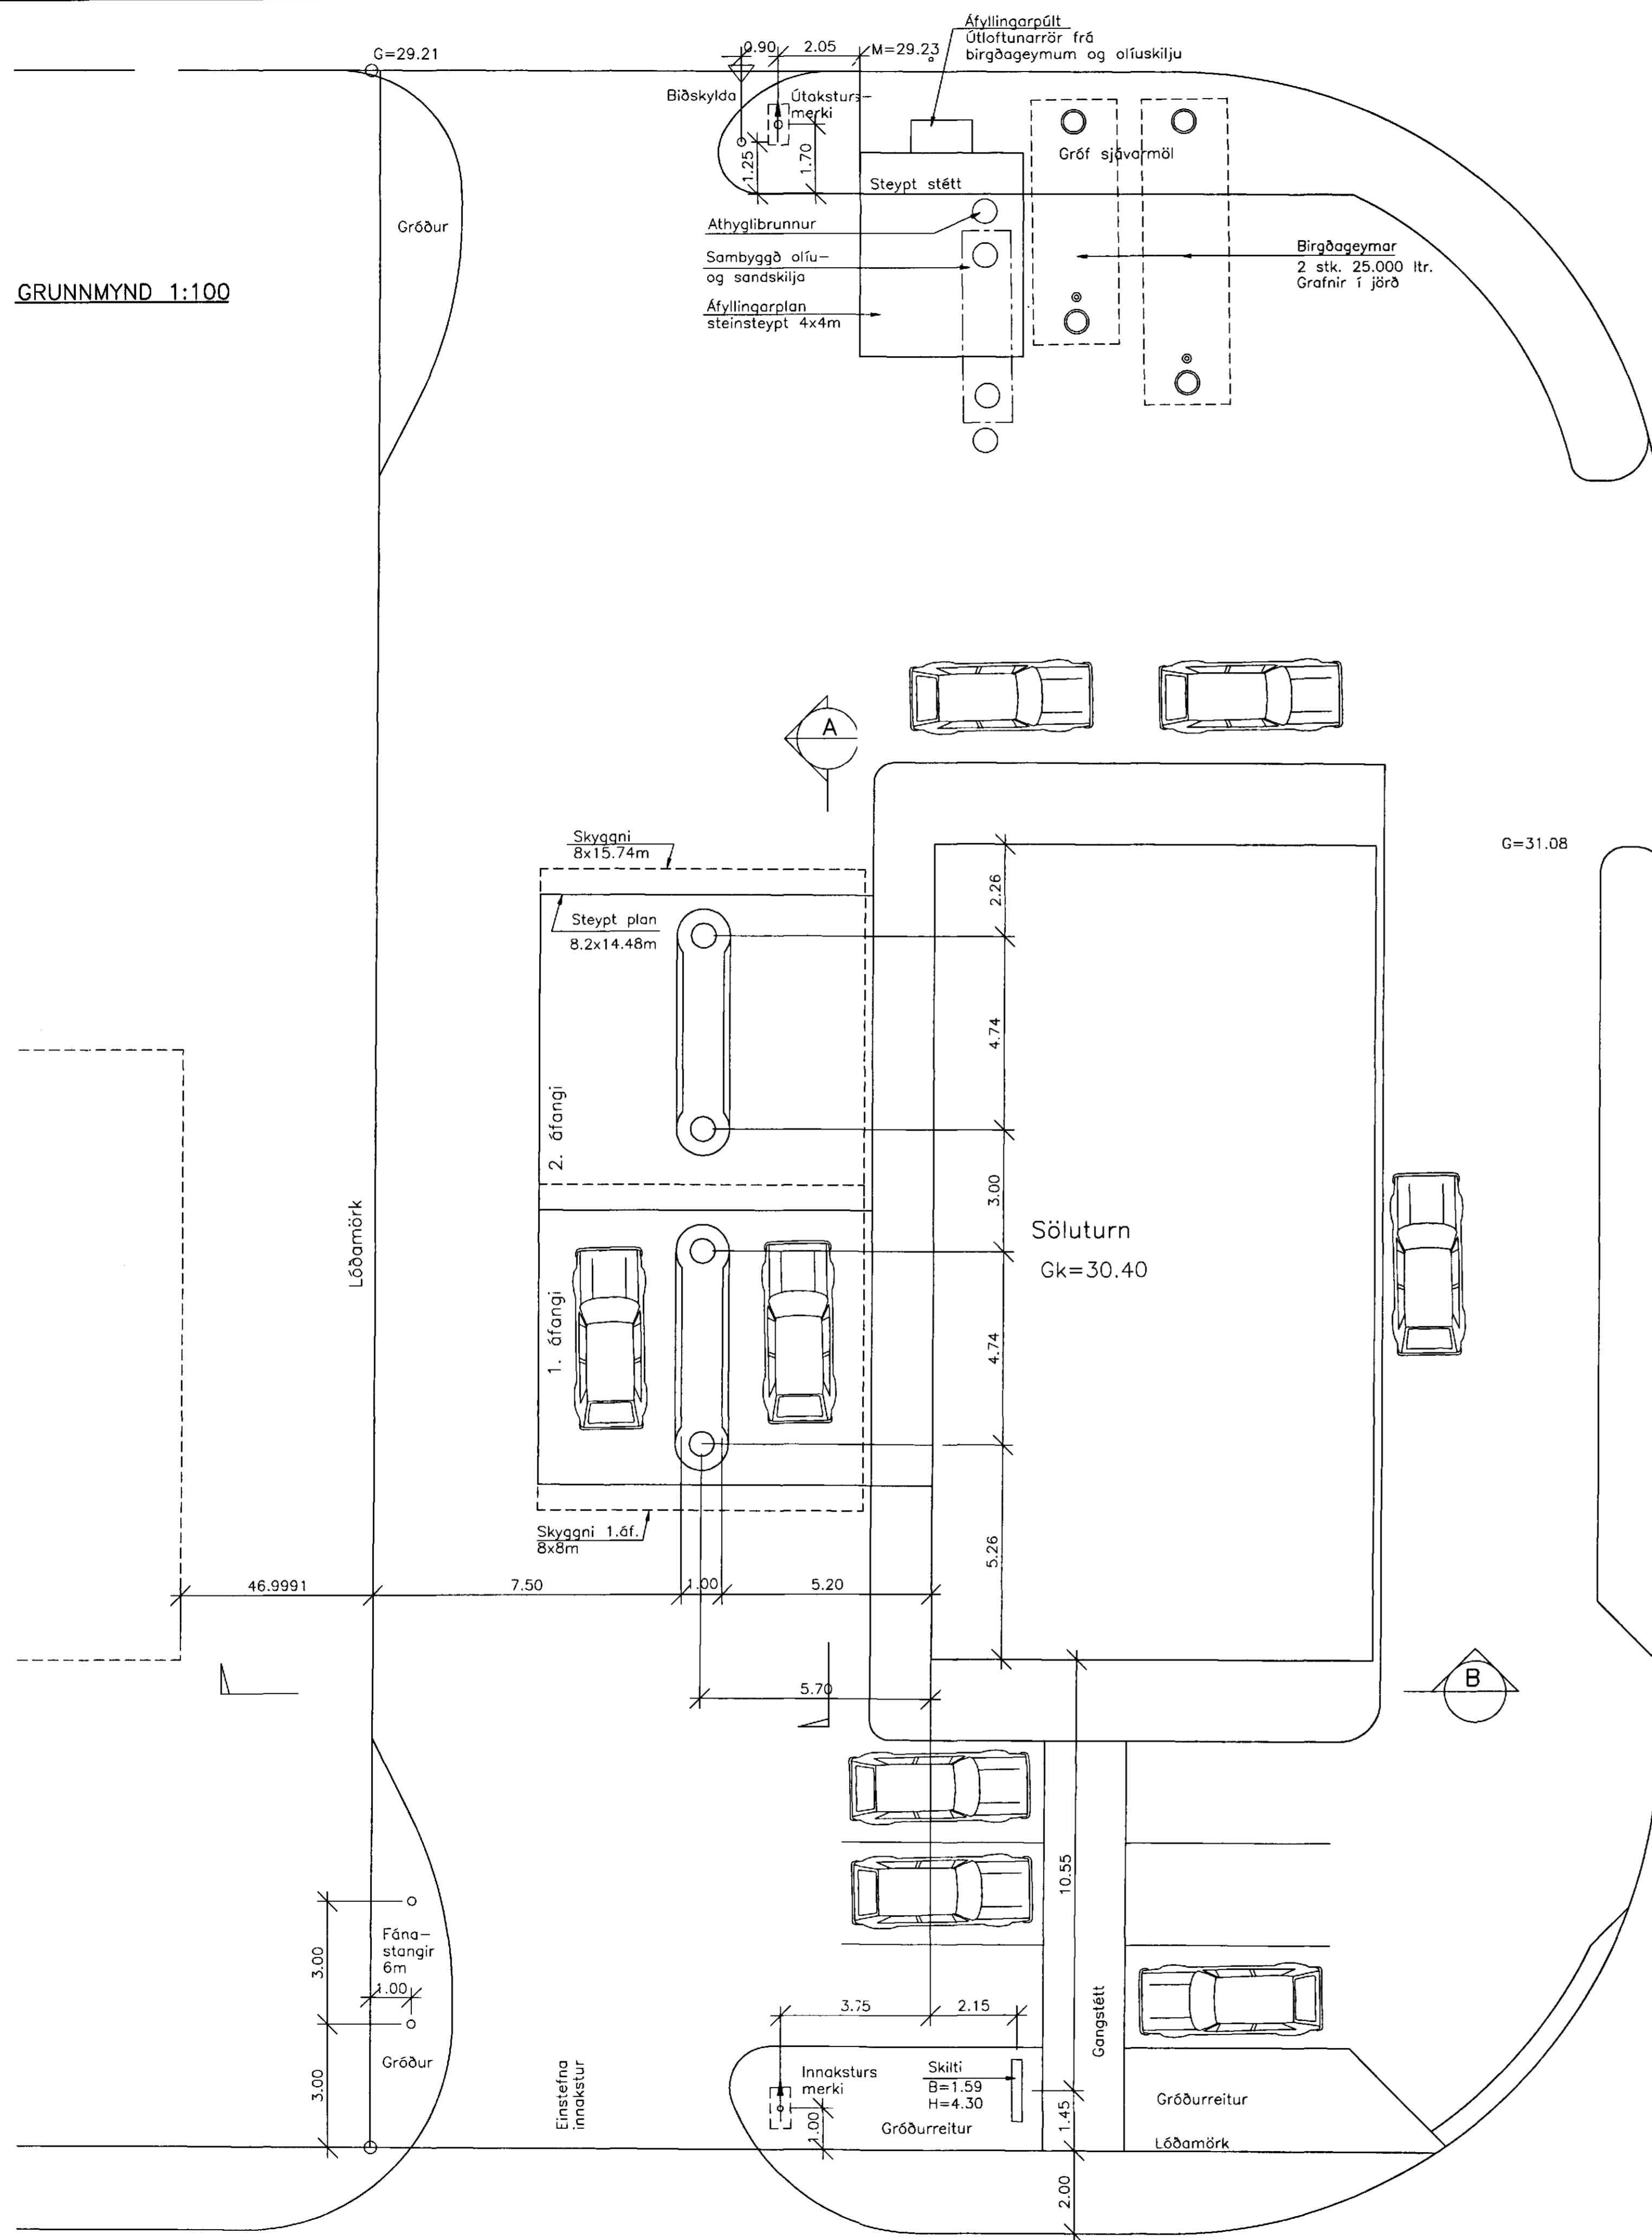 Áfyllingarpúlt
Útloftunarrör frá
birgðageymum og olíuskilju
G=29.21
0.90
2.05
M=29.23
Biðskylda
Útaksturs-
merki
1.25
1.70
Gróf sjávarmöl
Steypt stétt
Gróður
Athyglibrunnur
Sambyggð olíu-
og sandskilja
Áfyllingarplan
steinsteypt 4x4m
Birgðageymar
2 stk. 25.000 ltr.
Grafnir í jörð
GRUNNMYND 1:100
A
Skyggni
8x15.74m
G=31.08
Steypt plan
8.2x14.48m
2.26
4.74
2. áfangi
3.00
Lóðamörk
Söluturn
Gk=30.40
1. áfangi
4.74
Skyggni 1.áf.
8x8m
5.26
46.9991
7.50
1.00
5.20
5.70
B
10.55
Fána-
stangir
6m
3.00
1.00
3.75
2.15
Gangstétt
Gróður
3.00
Einstefna
innakstur
Innaksturs
merki
1.00
Skilti
B=1.59
H=4.30
Gróðurreitur
1.45
Gróðurreitur
Lóðamörk
2.00